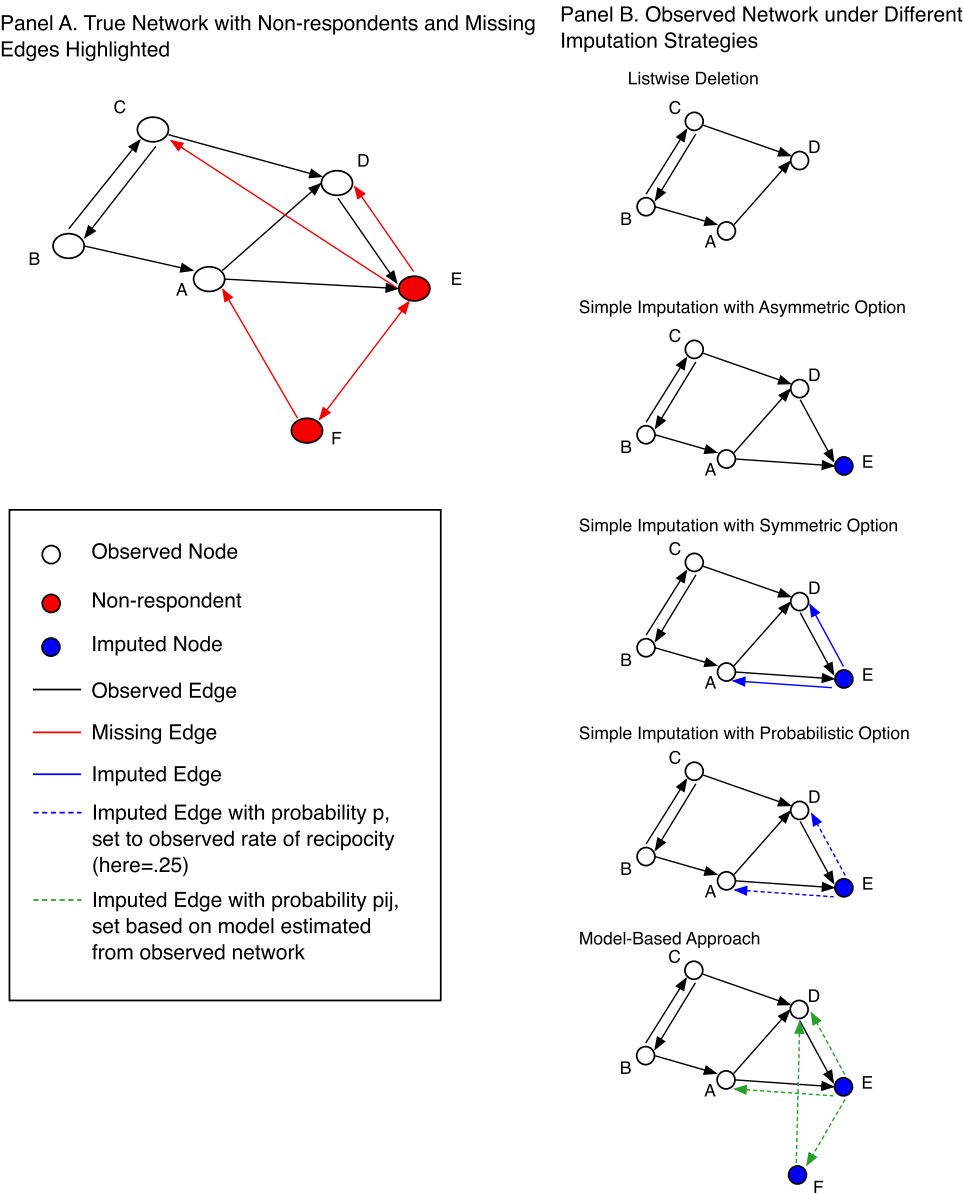 Panel A. True Network with Non-respondents and Missing
Edges Highlighted
C
D
B
A
E
F
Observed Node
Non-respondent
Imputed Node
Observed Edge
Missing Edge
Imputed Edge
Imputed Edge with probability p,
set to observed rate of recipocity
(here=.25)
Imputed Edge with probability pij,
set based on model estimated
from observed network
Panel B. Observed Network under Different
Imputation Strategies
Listwise Deletion
C
D
B
A
Simple Imputation with Asymmetric Option
C
D
B
A
E
Simple Imputation with Symmetric Option
C
D
B
A
E
Simple Imputation with Probabilistic Option
C
D
B
A
E
Model-Based Approach
C
D
B
A
E
F